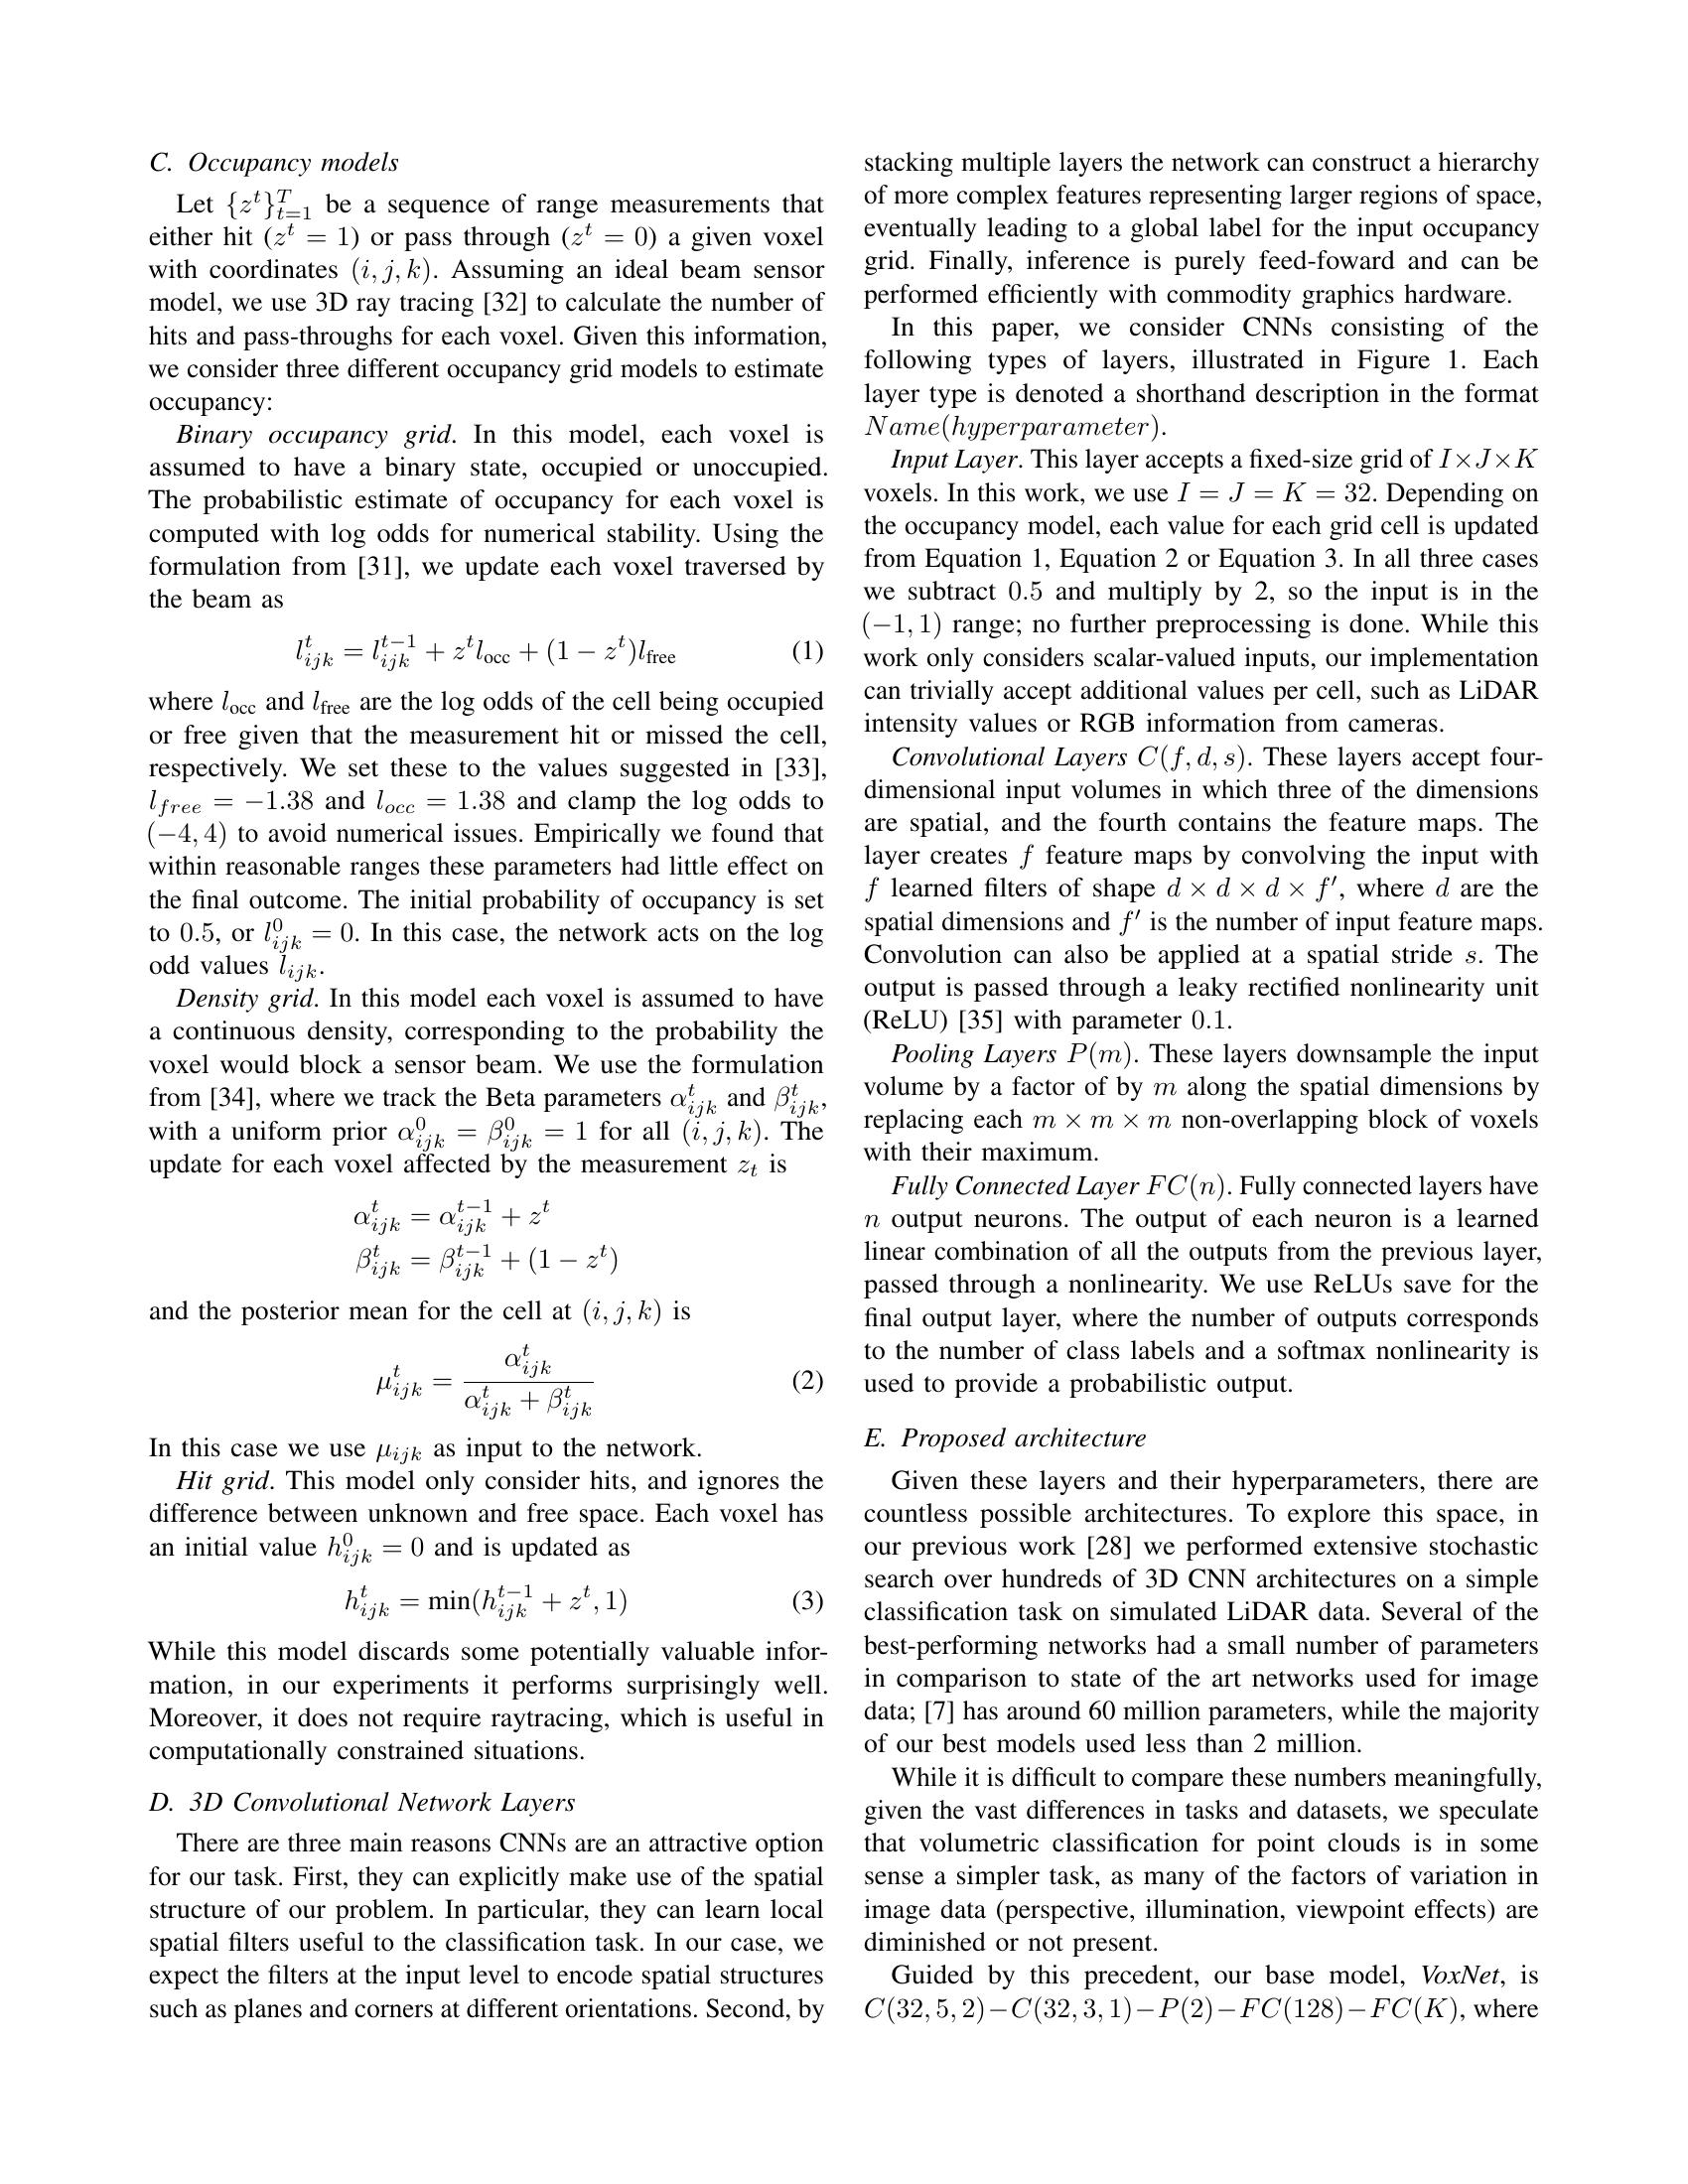 C. Occupancy models
Let {z^t}_{t=1}^T be a sequence of range measurements that
either hit (z^t = 1) or pass through (z^t = 0) a given voxel
with coordinates (i, j, k). Assuming an ideal beam sensor
model, we use 3D ray tracing [32] to calculate the number of
hits and pass-throughs for each voxel. Given this information,
we consider three different occupancy grid models to estimate
occupancy:
Binary occupancy grid. In this model, each voxel is
assumed to have a binary state, occupied or unoccupied.
The probabilistic estimate of occupancy for each voxel is
computed with log odds for numerical stability. Using the
formulation from [31], we update each voxel traversed by
the beam as
l_{ijk}^t = l_{ijk}^{t−1} + z^t l_{occ} + (1 − z^t)l_{free} (1)
where l_{occ} and l_{free} are the log odds of the cell being occupied
or free given that the measurement hit or missed the cell,
respectively. We set these to the values suggested in [33],
l_{free} = −1.38 and l_{occ} = 1.38 and clamp the log odds to
(−4, 4) to avoid numerical issues. Empirically we found that
within reasonable ranges these parameters had little effect on
the final outcome. The initial probability of occupancy is set
to 0.5, or l_{ijk}^0 = 0. In this case, the network acts on the log
odd values l_{ijk}.
Density grid. In this model each voxel is assumed to have
a continuous density, corresponding to the probability the
voxel would block a sensor beam. We use the formulation
from [34], where we track the Beta parameters α_{ijk}^t and β_{ijk}^t,
with a uniform prior α_{ijk}^0 = β_{ijk}^0 = 1 for all (i, j, k). The
update for each voxel affected by the measurement z_t is
α_{ijk}^t = α_{ijk}^{t−1} + z^t
β_{ijk}^t = β_{ijk}^{t−1} + (1 − z^t)
and the posterior mean for the cell at (i, j, k) is
μ_{ijk}^t = α_{ijk}^t / (α_{ijk}^t + β_{ijk}^t) (2)
In this case we use μ_{ijk} as input to the network.
Hit grid. This model only consider hits, and ignores the
difference between unknown and free space. Each voxel has
an initial value h_{ijk}^0 = 0 and is updated as
h_{ijk}^t = min(h_{ijk}^{t−1} + z^t, 1) (3)
While this model discards some potentially valuable infor-
mation, in our experiments it performs surprisingly well.
Moreover, it does not require raytracing, which is useful in
computationally constrained situations.
D. 3D Convolutional Network Layers
There are three main reasons CNNs are an attractive option
for our task. First, they can explicitly make use of the spatial
structure of our problem. In particular, they can learn local
spatial filters useful to the classification task. In our case, we
expect the filters at the input level to encode spatial structures
such as planes and corners at different orientations. Second, by
stacking multiple layers the network can construct a hierarchy
of more complex features representing larger regions of space,
eventually leading to a global label for the input occupancy
grid. Finally, inference is purely feed-foward and can be
performed efficiently with commodity graphics hardware.
In this paper, we consider CNNs consisting of the
following types of layers, illustrated in Figure 1. Each
layer type is denoted a shorthand description in the format
Name(hyperparameter).
Input Layer. This layer accepts a fixed-size grid of I×J×K
voxels. In this work, we use I = J = K = 32. Depending on
the occupancy model, each value for each grid cell is updated
from Equation 1, Equation 2 or Equation 3. In all three cases
we subtract 0.5 and multiply by 2, so the input is in the
(−1, 1) range; no further preprocessing is done. While this
work only considers scalar-valued inputs, our implementation
can trivially accept additional values per cell, such as LiDAR
intensity values or RGB information from cameras.
Convolutional Layers C(f, d, s). These layers accept four-
dimensional input volumes in which three of the dimensions
are spatial, and the fourth contains the feature maps. The
layer creates f feature maps by convolving the input with
f learned filters of shape d × d × d × f′, where d are the
spatial dimensions and f′ is the number of input feature maps.
Convolution can also be applied at a spatial stride s. The
output is passed through a leaky rectified nonlinearity unit
(ReLU) [35] with parameter 0.1.
Pooling Layers P(m). These layers downsample the input
volume by a factor of by m along the spatial dimensions by
replacing each m × m × m non-overlapping block of voxels
with their maximum.
Fully Connected Layer FC(n). Fully connected layers have
n output neurons. The output of each neuron is a learned
linear combination of all the outputs from the previous layer,
passed through a nonlinearity. We use ReLUs save for the
final output layer, where the number of outputs corresponds
to the number of class labels and a softmax nonlinearity is
used to provide a probabilistic output.
E. Proposed architecture
Given these layers and their hyperparameters, there are
countless possible architectures. To explore this space, in
our previous work [28] we performed extensive stochastic
search over hundreds of 3D CNN architectures on a simple
classification task on simulated LiDAR data. Several of the
best-performing networks had a small number of parameters
in comparison to state of the art networks used for image
data; [7] has around 60 million parameters, while the majority
of our best models used less than 2 million.
While it is difficult to compare these numbers meaningfully,
given the vast differences in tasks and datasets, we speculate
that volumetric classification for point clouds is in some
sense a simpler task, as many of the factors of variation in
image data (perspective, illumination, viewpoint effects) are
diminished or not present.
Guided by this precedent, our base model, VoxNet, is
C(32, 5, 2)−C(32, 3, 1)−P(2)−FC(128)−FC(K), where